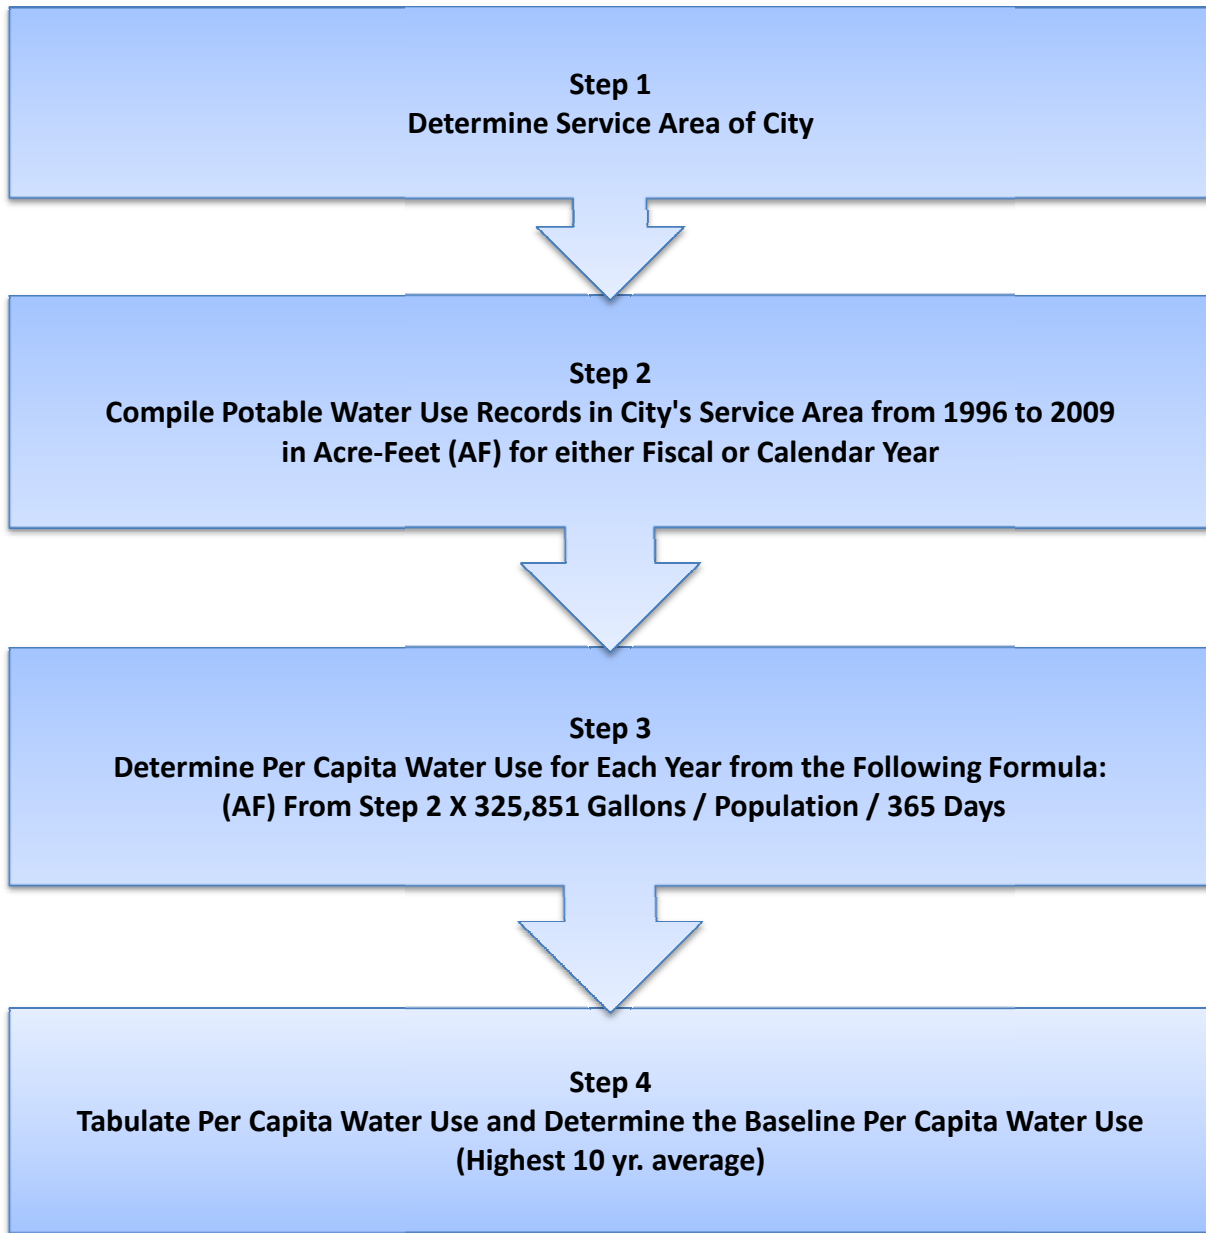 Step 1
Determine Service Area of City
Step 2
Compile Potable Water Use Records in City's Service Area from 1996 to 2009
in Acre-Feet (AF) for either Fiscal or Calendar Year
Step 3
Determine Per Capita Water Use for Each Year from the Following Formula:
(AF) From Step 2 X 325,851 Gallons / Population / 365 Days
Step 4
Tabulate Per Capita Water Use and Determine the Baseline Per Capita Water Use
(Highest 10 yr. average)